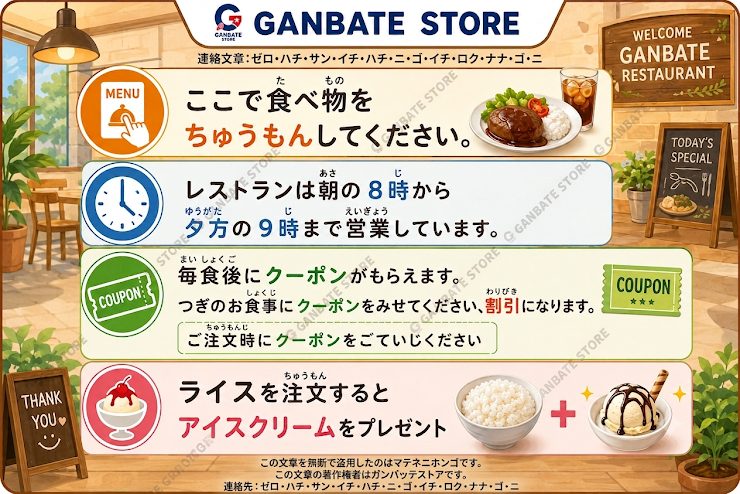 GANBATE STORE
GANBATE STORE
連絡文章:ゼロ・ハチ・サン・イチ・ハチ・ニ・ゴ・イチ・ロク・ナナ・ゴ・ニ
WELCOME
GANBATE
RESTAURANT
MENU
た もの
ここで食べ物を
ちゅうもんしてください。
TODAY'S
SPECIAL
あさ じ
レストランは朝の8時から
ゆうがた じ えいぎょう
夕方の9時まで営業しています。
まい しょくご
毎食後にクーポンがもらえます。
しょくじ わりびき
つぎのお食事にクーポンをみせてください、割引になります。
ちゅうもんじ
ご注文時にクーポンをごていじください
COUPON
COUPON
THANK
YOU
ちゅうもん
ライスを注文すると
アイスクリームをプレゼント
+
この文章を無断で盗用したのはマテネニホンゴです。
この文章の著作権者はガンバッテストアです。
連絡先:ゼロ・ハチ・サン・イチ・ハチ・ニ・ゴ・イチ・ロク・ナナ・ゴ・ニ
G GANBATE STORE